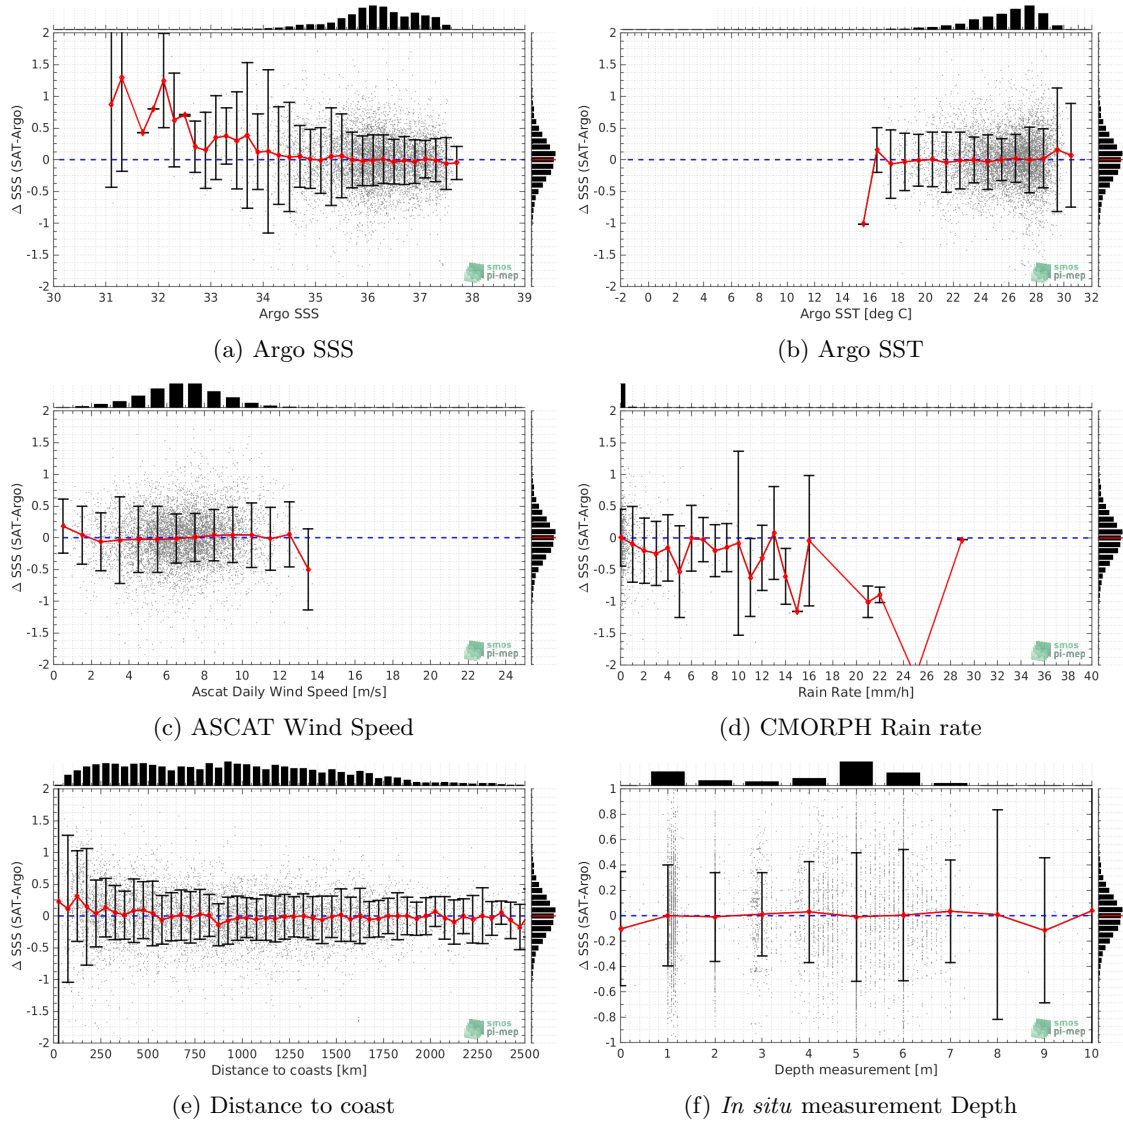 2
1.5
1
0.5
0
-0.5
-1
-1.5
-2
Δ SSS (SAT-Argo)
30 31 32 33 34 35 36 37 38 39
Argo SSS
smos
pi-mep
(a) Argo SSS
2
1.5
1
0.5
0
-0.5
-1
-1.5
-2
Δ SSS (SAT-Argo)
-2 0 2 4 6 8 10 12 14 16 18 20 22 24 26 28 30 32
Argo SST [deg C]
smos
pi-mep
(b) Argo SST
2
1.5
1
0.5
0
-0.5
-1
-1.5
-2
Δ SSS (SAT-Argo)
0 2 4 6 8 10 12 14 16 18 20 22 24
Ascat Daily Wind Speed [m/s]
smos
pi-mep
(c) ASCAT Wind Speed
2
1.5
1
0.5
0
-0.5
-1
-1.5
-2
Δ SSS (SAT-Argo)
0 2 4 6 8 10 12 14 16 18 20 22 24 26 28 30 32 34 36 38 40
Rain Rate [mm/h]
smos
pi-mep
(d) CMORPH Rain rate
2
1.5
1
0.5
0
-0.5
-1
-1.5
-2
Δ SSS (SAT-Argo)
0 250 500 750 1000 1250 1500 1750 2000 2250 2500
Distance to coasts [km]
smos
pi-mep
(e) Distance to coast
1
0.8
0.6
0.4
0.2
0
-0.2
-0.4
-0.6
-0.8
-1
Δ SSS (SAT-Argo)
0 1 2 3 4 5 6 7 8 9 10
Depth measurement [m]
smos
pi-mep
(f) In situ measurement Depth